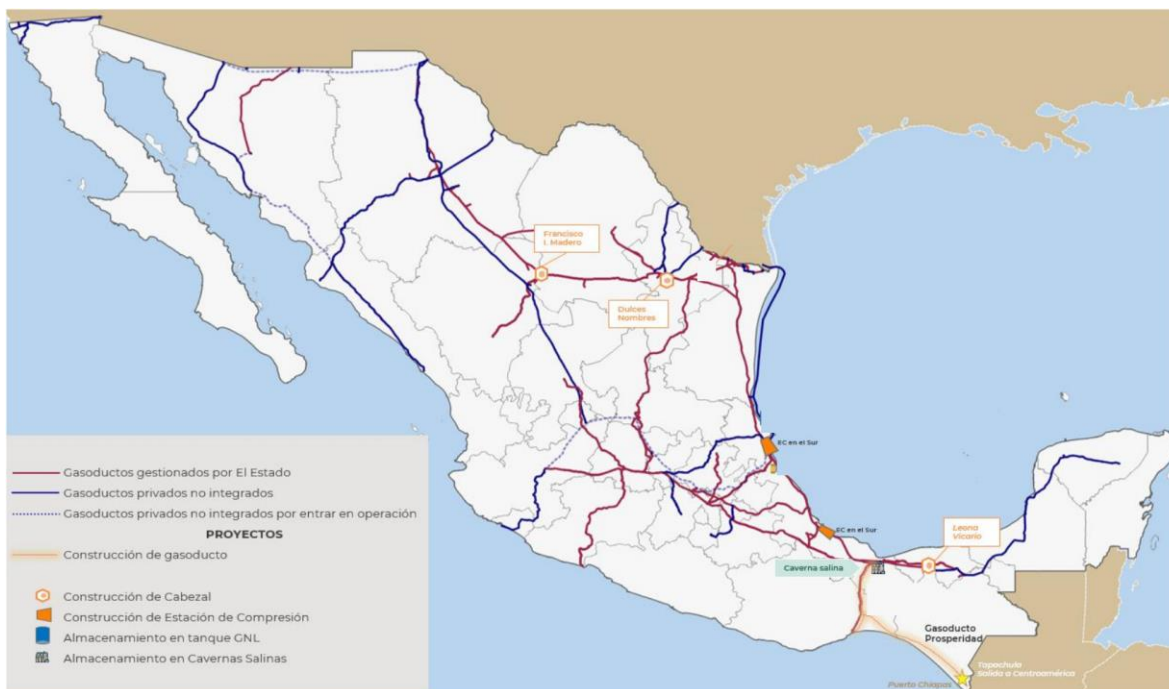 Francisco
I. Madero
Dulces
Nombres
EC en el Sur
EC en el Sur
Leona
Vicario
Caverna salina
Gasoducto
Prosperidad
Tapachula
Salida a Centroamérica
Puerto Chiapas
Gasoductos gestionados por El Estado
Gasoductos privados no integrados
Gasoductos privados no integrados por entrar en operación
PROYECTOS
Construcción de gasoducto
Construcción de Cabezal
Construcción de Estación de Compresión
Almacenamiento en tanque GNL
Almacenamiento en Cavernas Salinas